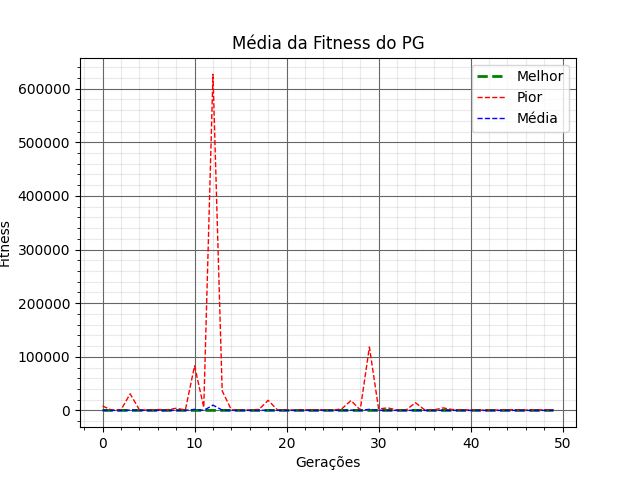 Média da Fitness do PG
Melhor
Pior
Média
600000
500000
400000
300000
200000
100000
0
Fitness
0 10 20 30 40 50
Gerações